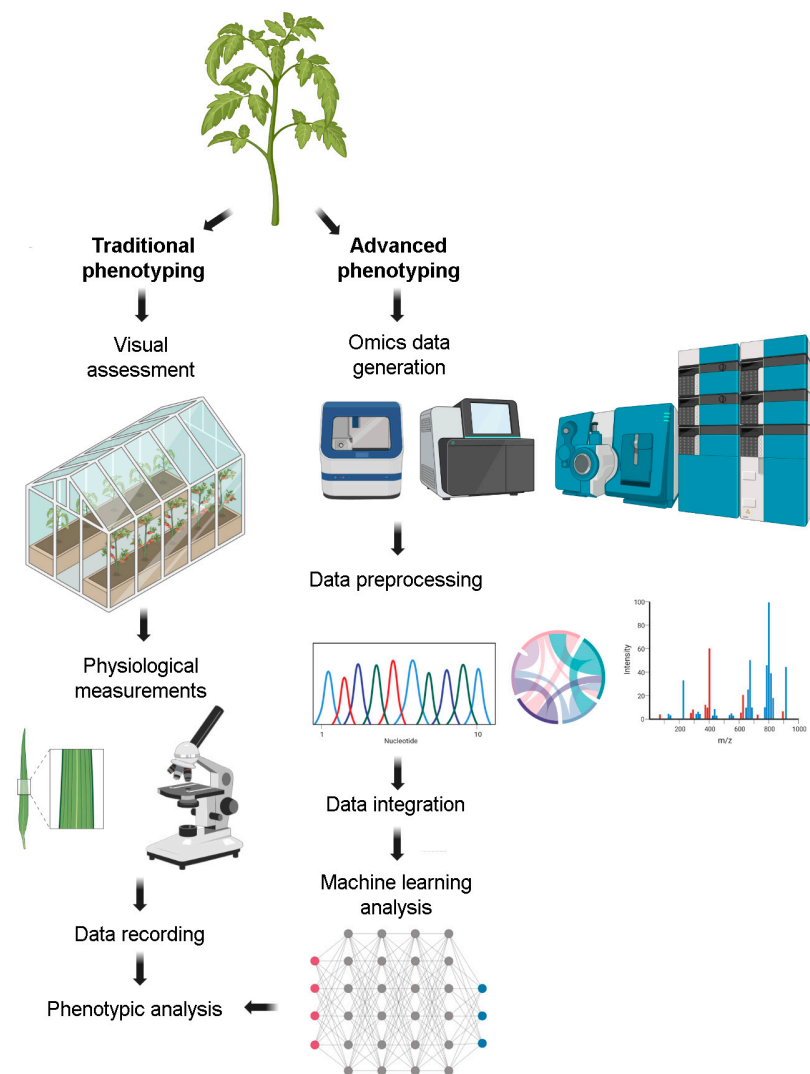 Traditional
phenotyping
Advanced
phenotyping
Visual
assessment
Omics data
generation
Data preprocessing
Physiological
measurements
1
10
Nucleotide
100
80
60
40
20
0
Intensity
200
400
600
800
1000
m/z
Data integration
Machine learning
analysis
Data recording
Phenotypic analysis